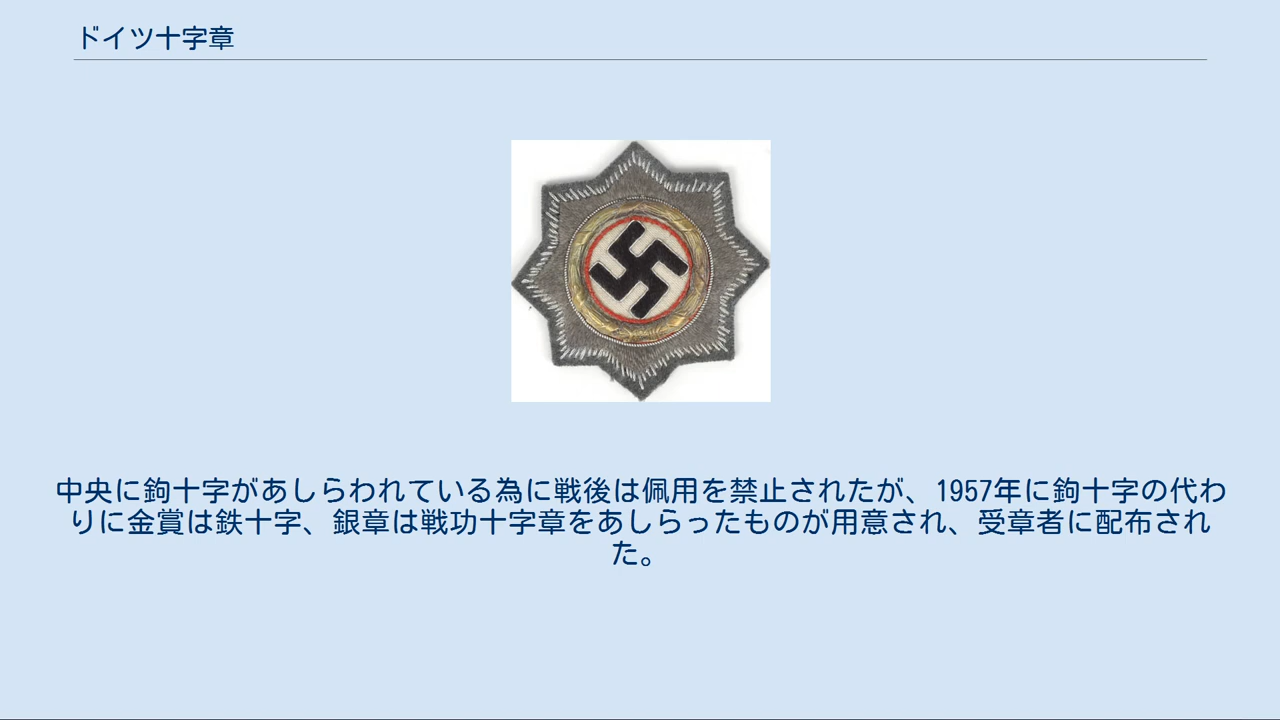 ドイツ十字章
中央に鉤十字があしらわれている為に戦後は佩用を禁止されたが、1957年に鉤十字の代わ
りに金賞は鉄十字、銀章は戦功十字章をあしらったものが用意され、受章者に配布され
た。